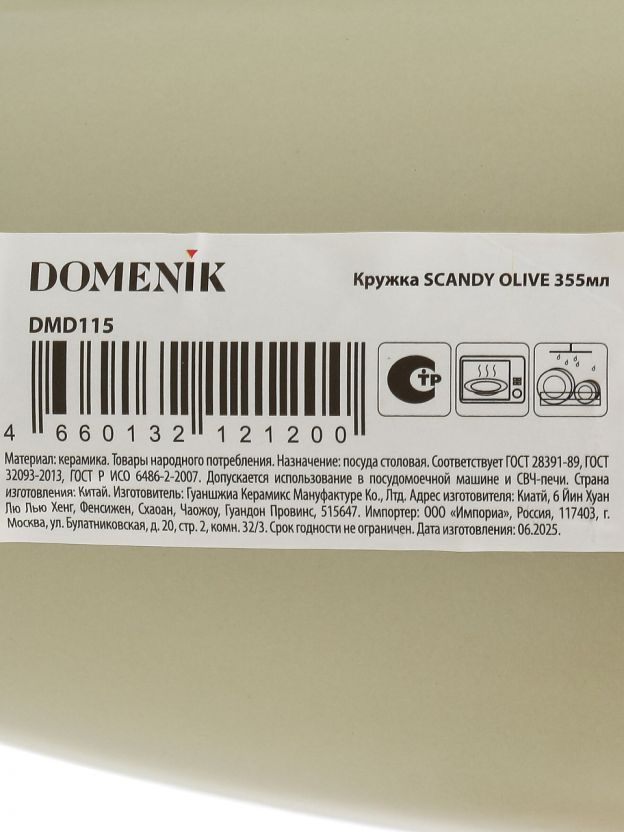 DOMENIK
Кружка SCANDY OLIVE 355мл
DMD115
СТР
4 660132 121200
Материал: керамика. Товары народного потребления. Назначение: посуда столовая. Соответствует ГОСТ 28391-89, ГОСТ
32093-2013, ГОСТ Р ИСО 6486-2-2007. Допускается использование в посудомоечной машине и СВЧ-печи. Страна
изготовления: Китай. Изготовитель: Гуаншжиа Керамикс Мануфактуре Ко., Лтд. Адрес изготовителя: Киатй, 6 Йин Хуан
Лю Лью Хенг, Фенсижен, Схаоан, Чаожоу, Гуандон Провинс, 515647. Импортер: ООО «Импориа», Россия, 117403, г.
Москва, ул. Булатниковская, д. 20, стр. 2, комн. 32/3. Срок годности не ограничен. Дата изготовления: 06.2025.